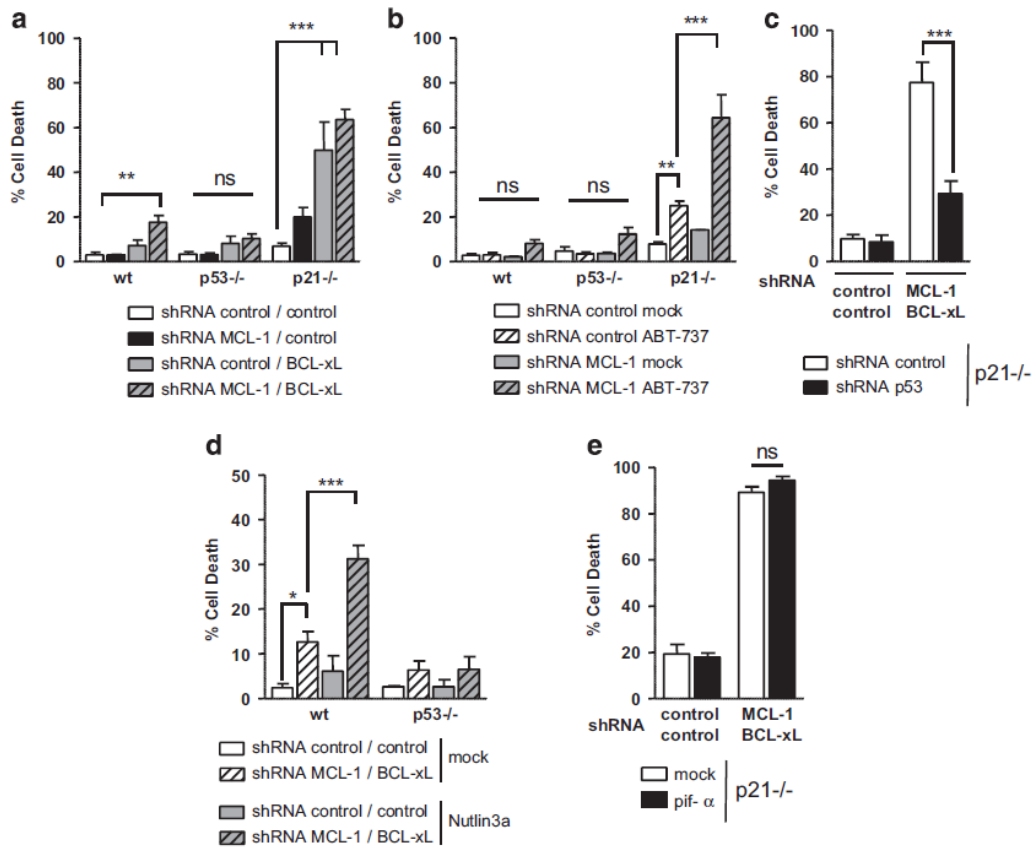 a
***
100
80
60
40
20
0
% Cell Death
**
ns
wt
p53-/-
p21-/-
shRNA control / control
shRNA MCL-1 / control
shRNA control / BCL-xL
shRNA MCL-1 / BCL-xL
b
***
100
80
60
40
20
0
% Cell Death
ns
ns
**
wt
p53-/-
p21-/-
shRNA control mock
shRNA control ABT-737
shRNA MCL-1 mock
shRNA MCL-1 ABT-737
c
***
100
80
60
40
20
0
% Cell Death
shRNA
control
control
MCL-1
BCL-xL
shRNA control
shRNA p53
p21-/-
d
50
40
30
20
10
0
% Cell Death
***
*
wt
p53-/-
shRNA control / control
shRNA MCL-1 / BCL-xL
mock
shRNA control / control
shRNA MCL-1 / BCL-xL
Nutlin3a
e
ns
100
80
60
40
20
0
% Cell Death
shRNA
control
control
MCL-1
BCL-xL
mock
pif- α
p21-/-